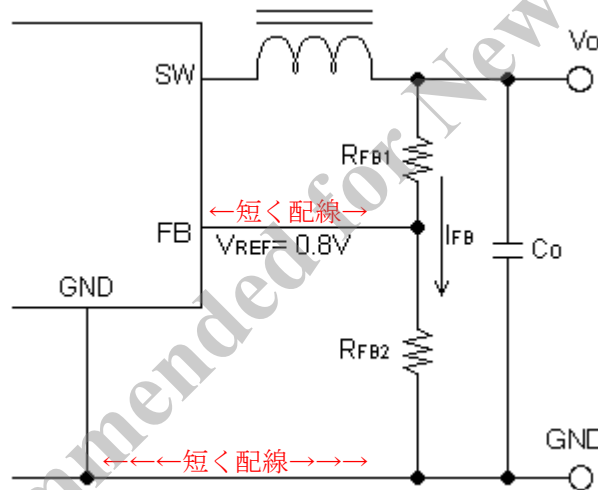 Vo
SW
RFB1
←短く配線→
FB
VREF= 0.8V
IFB
Co
GND
RFB2
GND
←←←短く配線→→→
mmended for New